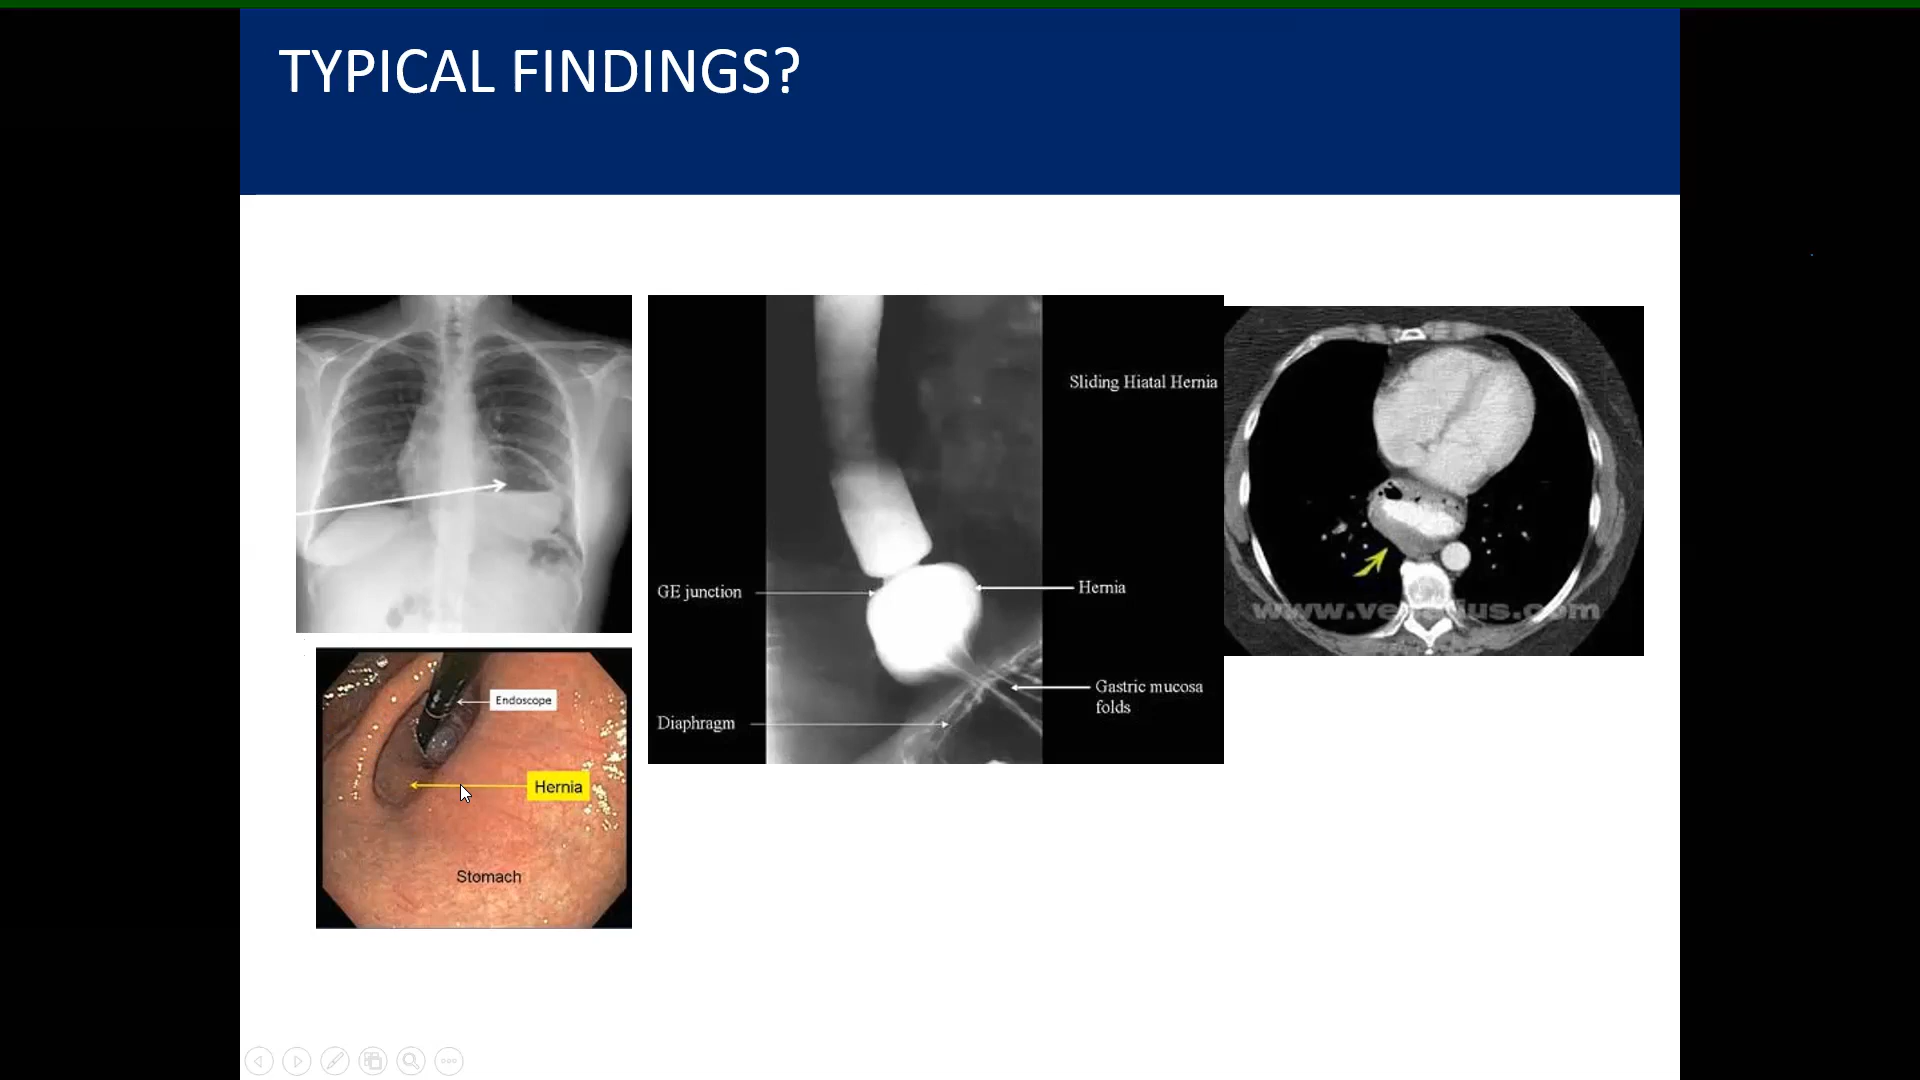 TYPICAL FINDINGS?
Sliding Hiatal Hernia
GE junction
Hernia
Gastric mucosa
folds
Diaphragm
Endoscope
Hernia
Stomach